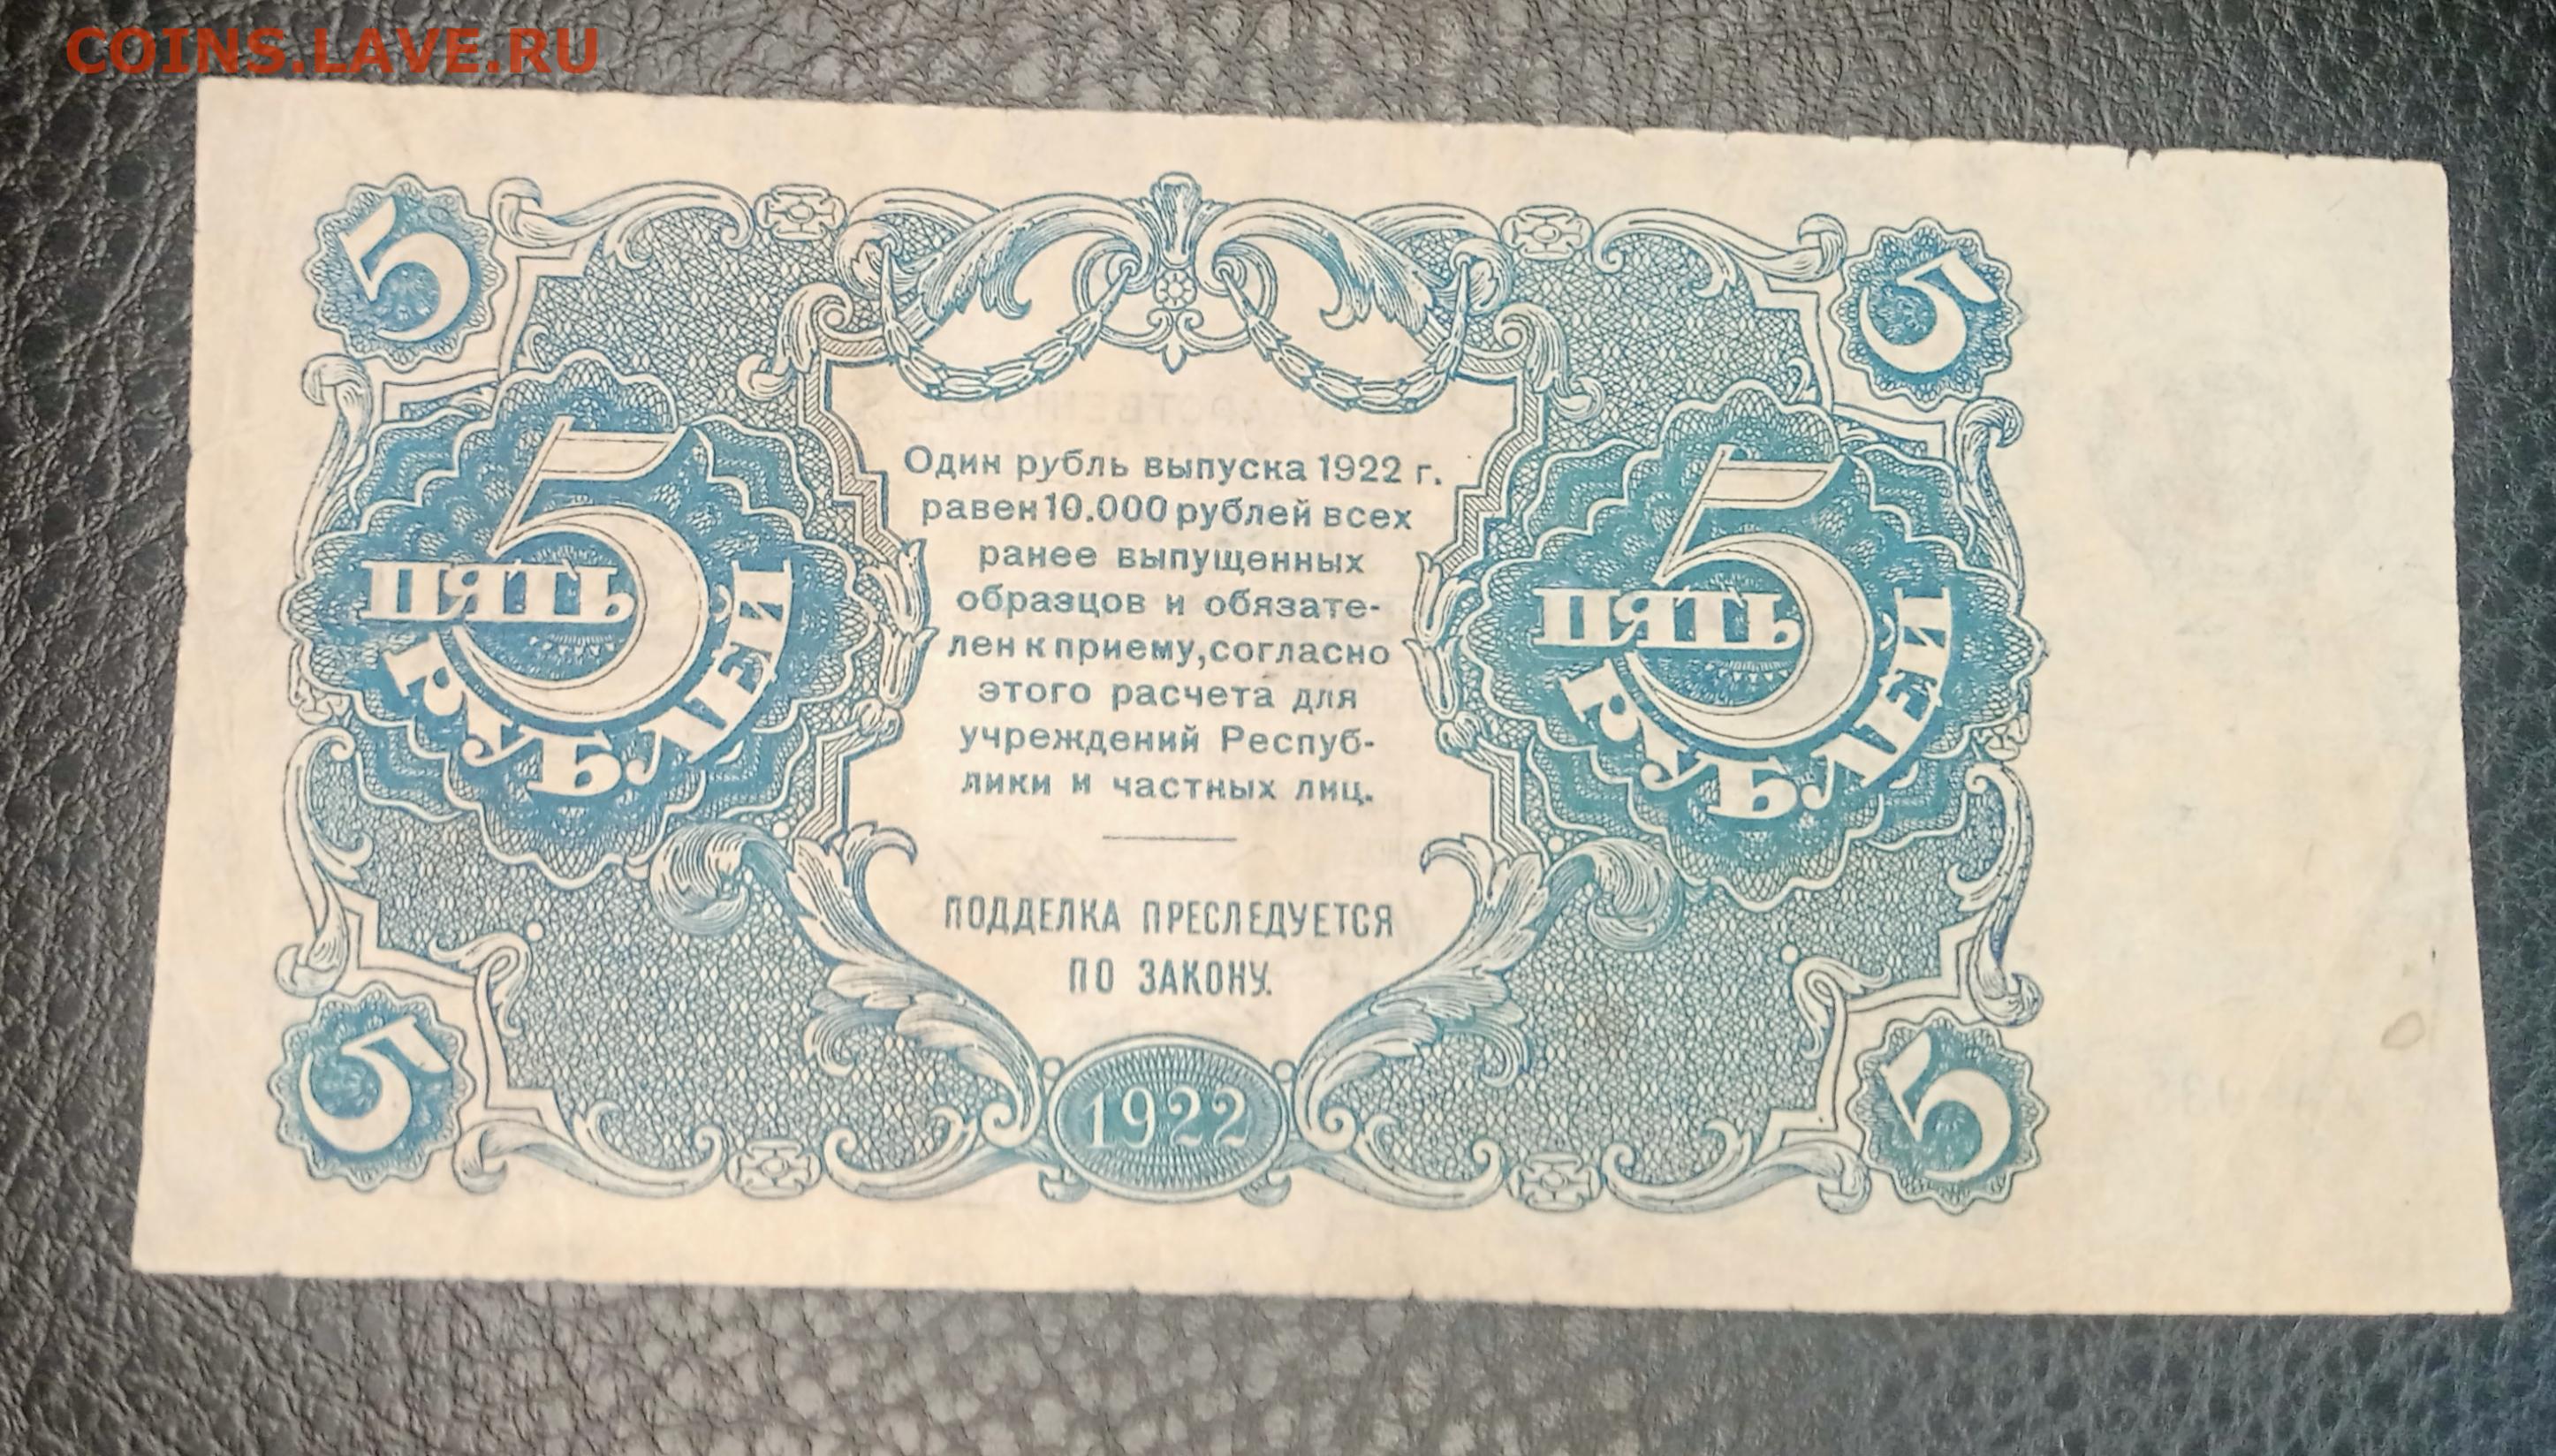 COINS.LAVE.RU
5
5
5
ПЯТЬ
РУБЛЕЙ
Один рубль выпуска 1922 г.
равен 10.000 рублей всех
ранее выпущенных
образцов и обязате-
лен к приему, согласно
этого расчета для
учреждений Респуб-
лики и частных лиц.
ПОДДЕЛКА ПРЕСЛЕДУЕТСЯ
ПО ЗАКОНУ.
5
ПЯТЬ
РУБЛЕЙ
5
1922
5